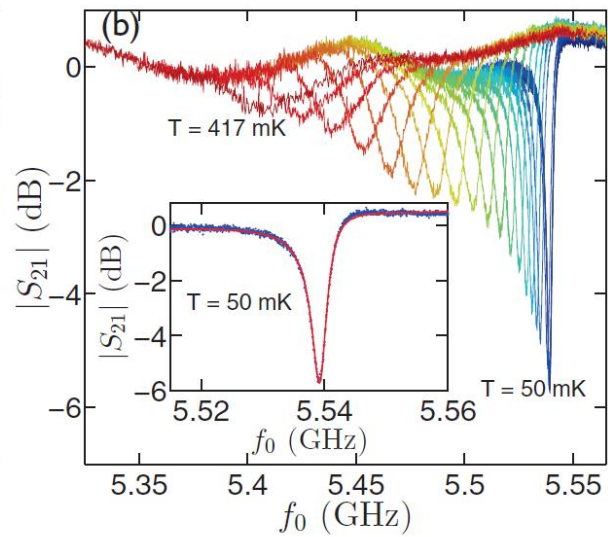 (b)
0
−2
−4
−6
|S21| (dB)
T = 417 mK
0
−2
−4
−6
|S21| (dB)
T = 50 mK
5.52
5.54
5.56
f0 (GHz)
T = 50 mK
5.35
5.4
5.45
5.5
5.55
f0 (GHz)